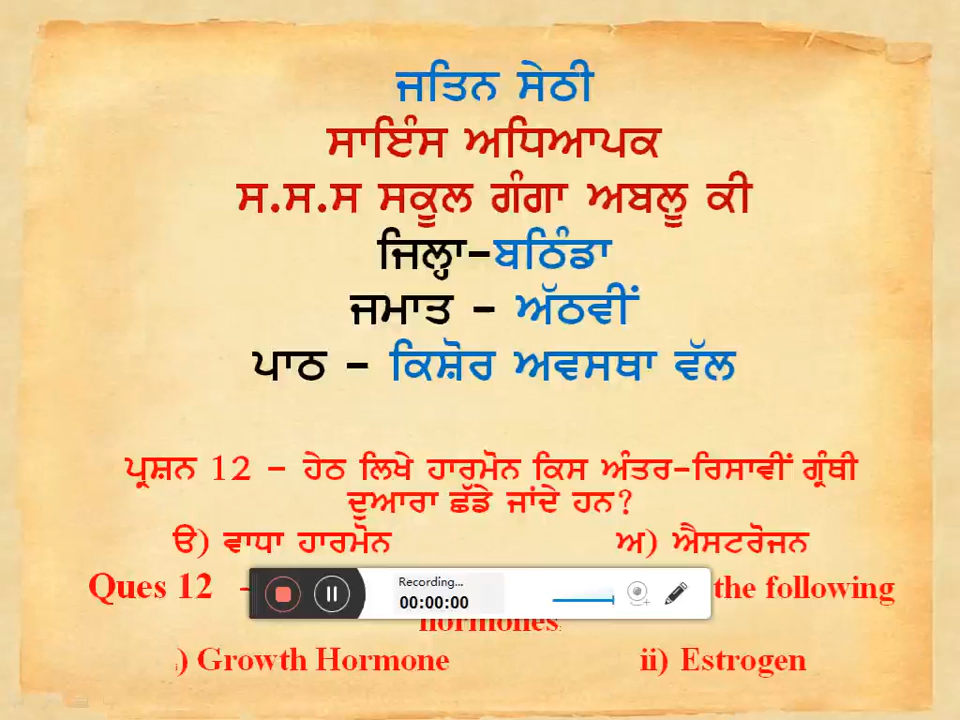 ਜਤਿਨ ਸੇਠੀ
ਸਾਇੰਸ ਅਧਿਆਪਕ
ਸ.ਸ.ਸ ਸਕੂਲ ਗੰਗਾ ਅਬਲੂ ਕੀ
ਜਿਲ੍ਹਾ-ਬਠਿੰਡਾ
ਜਮਾਤ - ਅੱਠਵੀਂ
ਪਾਠ - ਕਿਸ਼ੋਰ ਅਵਸਥਾ ਵੱਲ
ਪ੍ਰਸ਼ਨ 12 - ਹੇਠ ਲਿਖੇ ਹਾਰਮੋਨ ਕਿਸ ਅੰਤਰ-ਰਿਸਾਵੀਂ ਗ੍ਰੰਥੀ
ਦੁਆਰਾ ਛੱਡੇ ਜਾਂਦੇ ਹਨ?
ੳ) ਵਾਧਾ ਹਾਰਮੋਨ ਅ) ਐਸਟਰੋਜਨ
Recording...
00:00:00
Ques 12 - the following
hormones
) Growth Hormone ii) Estrogen